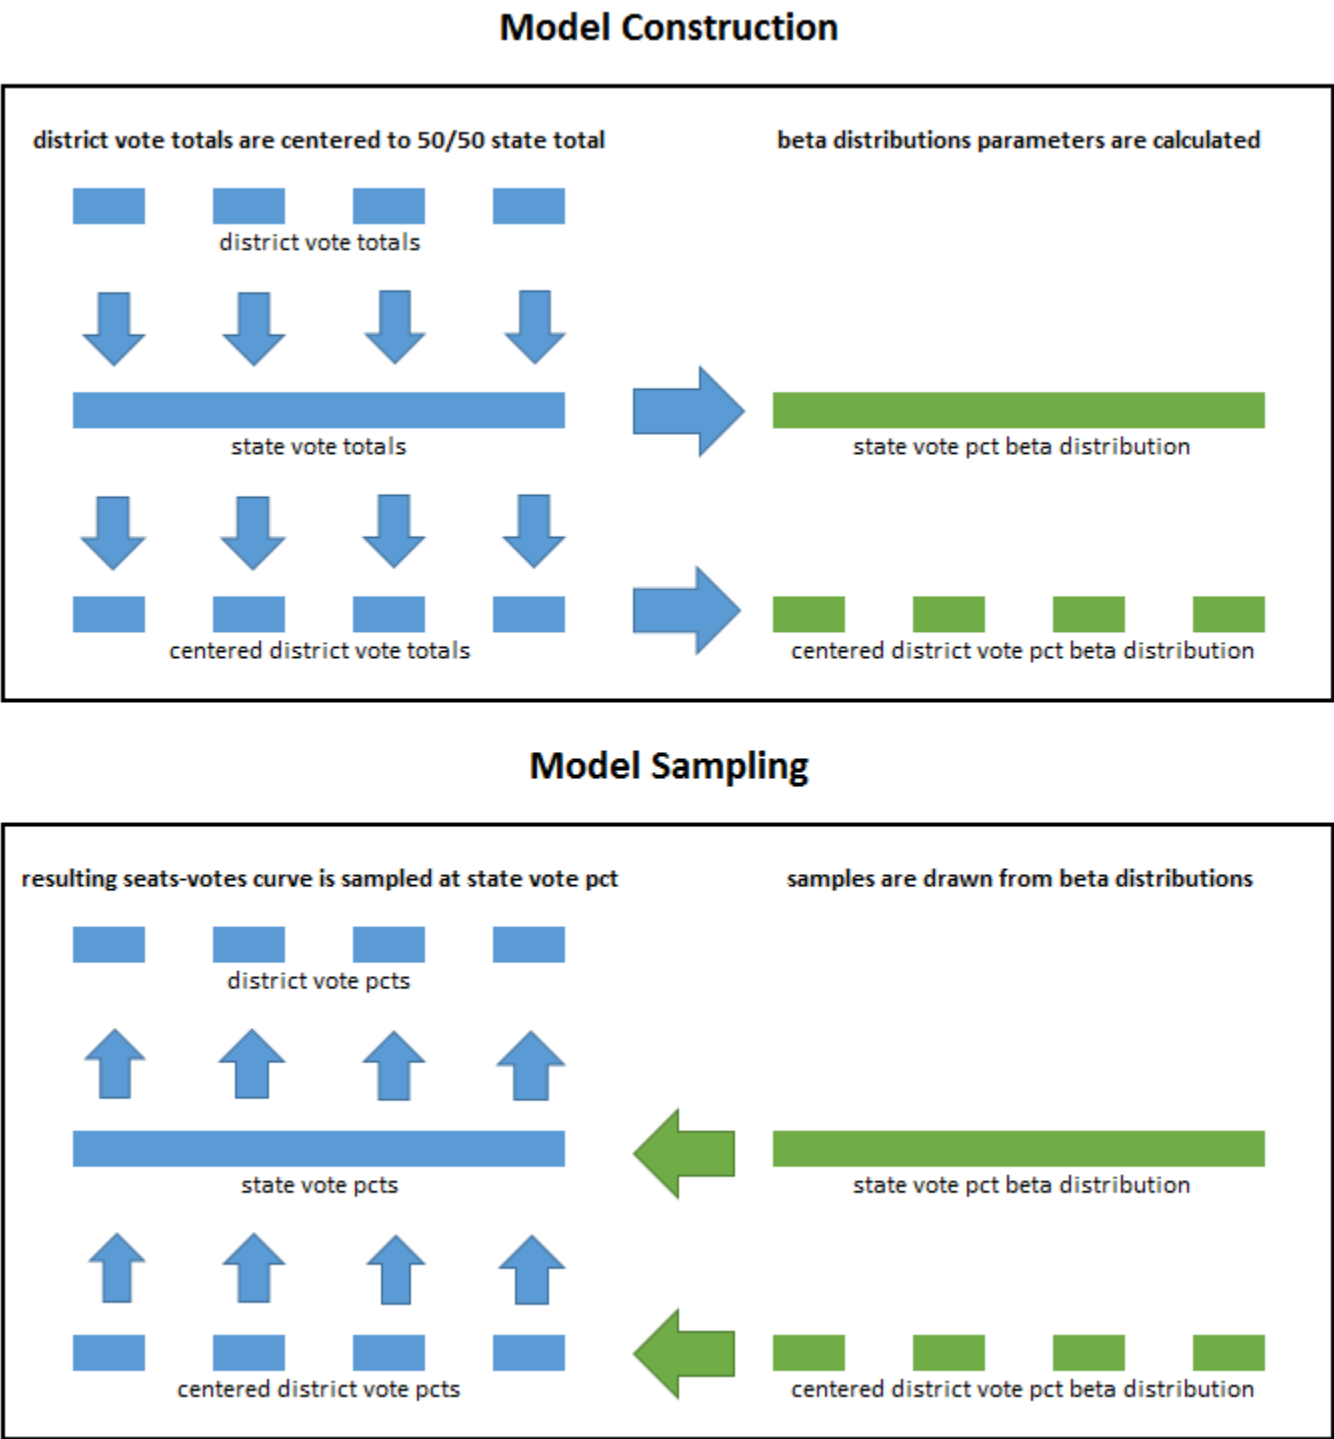 Model Construction
district vote totals are centered to 50/50 state total
beta distributions parameters are calculated
district vote totals
state vote totals
state vote pct beta distribution
centered district vote totals
centered district vote pct beta distribution
Model Sampling
resulting seats-votes curve is sampled at state vote pct
samples are drawn from beta distributions
district vote pcts
state vote pcts
state vote pct beta distribution
centered district vote pcts
centered district vote pct beta distribution